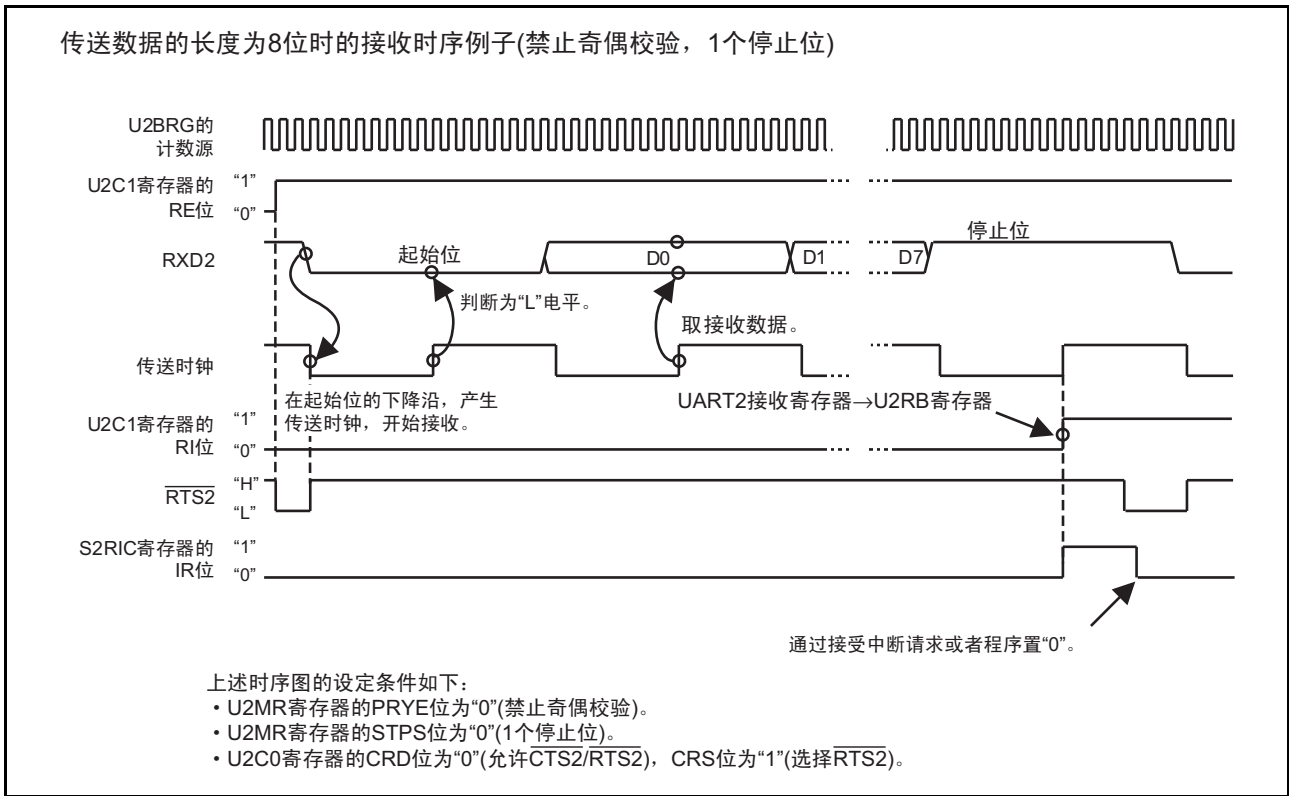 传送数据的长度为8位时的接收时序例子(禁止奇偶校验，1个停止位)
U2BRG的
计数源
U2C1寄存器的 “1”
RE位 “0”
RXD2
起始位
D0
D1
D7
停止位
判断为“L”电平。
取接收数据。
传送时钟
在起始位的下降沿，产生
传送时钟，开始接收。
UART2接收寄存器→U2RB寄存器
U2C1寄存器的 “1”
RI位 “0”
RTS2 “H”
“L”
S2RIC寄存器的 “1”
IR位 “0”
通过接受中断请求或者程序置“0”。
上述时序图的设定条件如下：
・U2MR寄存器的PRYE位为“0”(禁止奇偶校验)。
・U2MR寄存器的STPS位为“0”(1个停止位)。
・U2C0寄存器的CRD位为“0”(允许CTS2/RTS2)，CRS位为“1”(选择RTS2)。